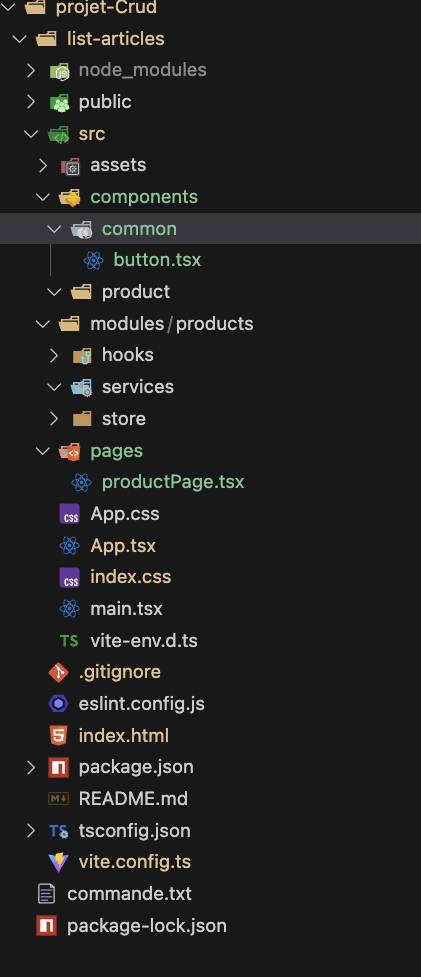 projet-Crud
list-articles
node_modules
public
src
assets
components
common
button.tsx
product
modules/products
hooks
services
store
pages
productPage.tsx
App.css
App.tsx
index.css
main.tsx
TS vite-env.d.ts
.gitignore
eslint.config.js
index.html
package.json
README.md
TS tsconfig.json
vite.config.ts
commande.txt
package-lock.json